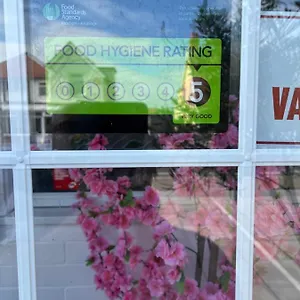 Food
Standards
Agency
FOOD HYGIENE RATING
0 1 2 3 4 5
VERY GOOD
VA